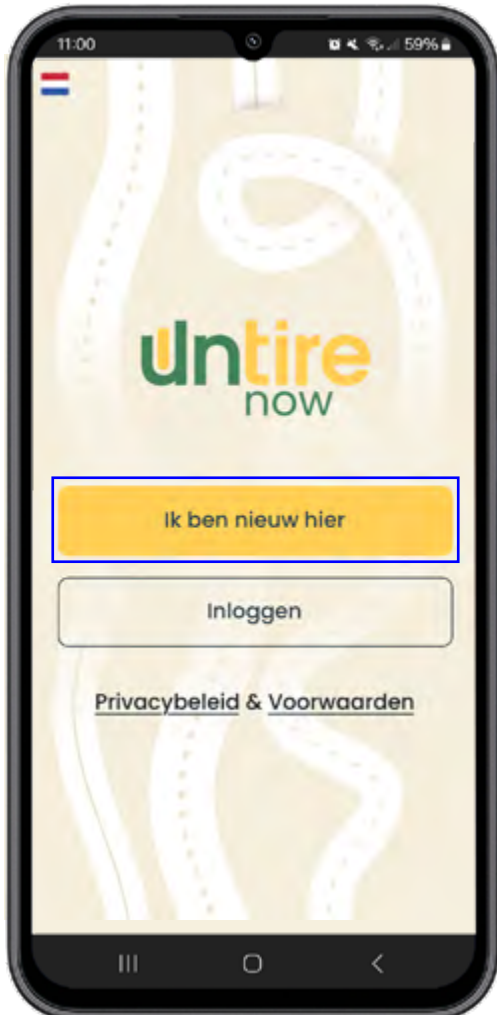 11:00 59%
untire
now
Ik ben nieuw hier
Inloggen
Privacybeleid & Voorwaarden